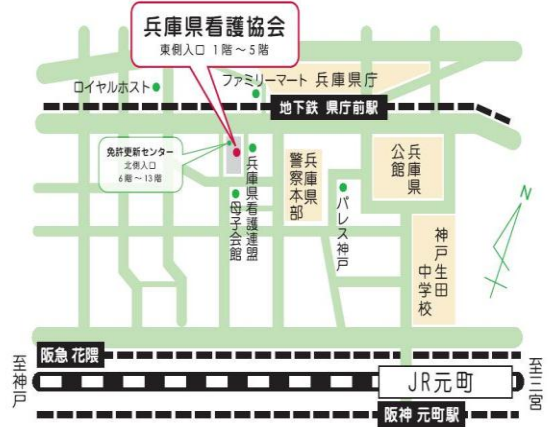 兵庫県看護協会
東側入口 1階～5階
ロイヤルホスト
ファミリーマート
兵庫県庁
地下鉄 県庁前駅
免許更新センター
北側入口
6階～13階
兵庫県看護連盟
母子会館
兵庫県
警察本部
パレス神戸
兵庫県
公館
神戸生田
中学校
N
阪急 花隈
至神戸
JR元町
至三宮
阪神 元町駅